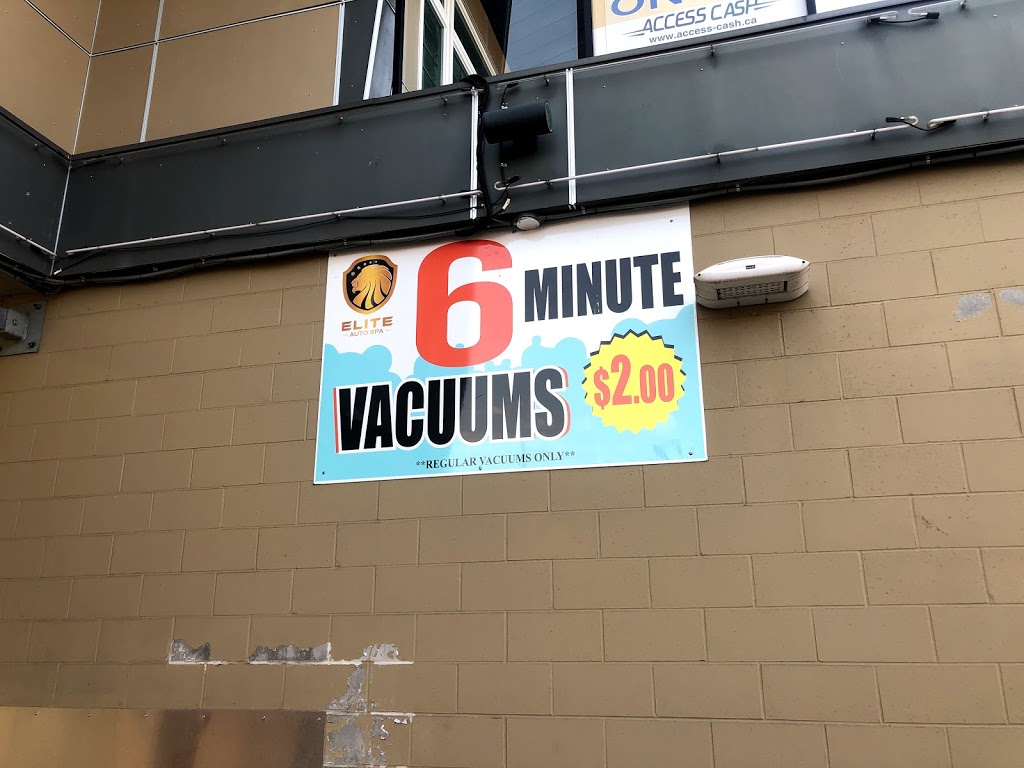 ACCESS CASH
www.access-cash.ca
ELITE
AUTO SPA
6 MINUTE
VACUUMS
$2.00
**REGULAR VACUUMS ONLY**